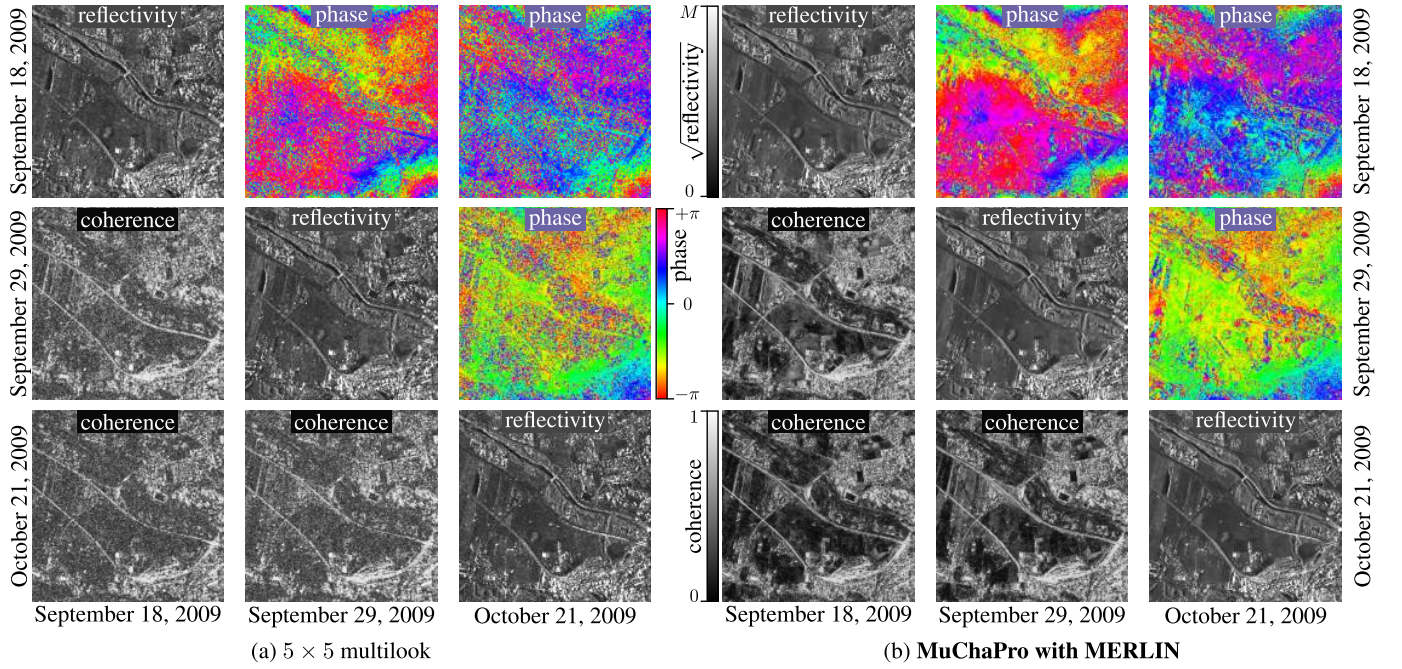 reflectivity
phase
phase
M
√reflectivity
0
reflectivity
phase
phase
September 18, 2009
September 18, 2009
coherence
reflectivity
phase
+π
phase
0
−π
coherence
reflectivity
phase
September 29, 2009
September 29, 2009
coherence
coherence
reflectivity
1
coherence
0
coherence
coherence
reflectivity
October 21, 2009
October 21, 2009
September 18, 2009
September 29, 2009
October 21, 2009
September 18, 2009
September 29, 2009
October 21, 2009
(a) 5 × 5 multilook
(b) MuChaPro with MERLIN